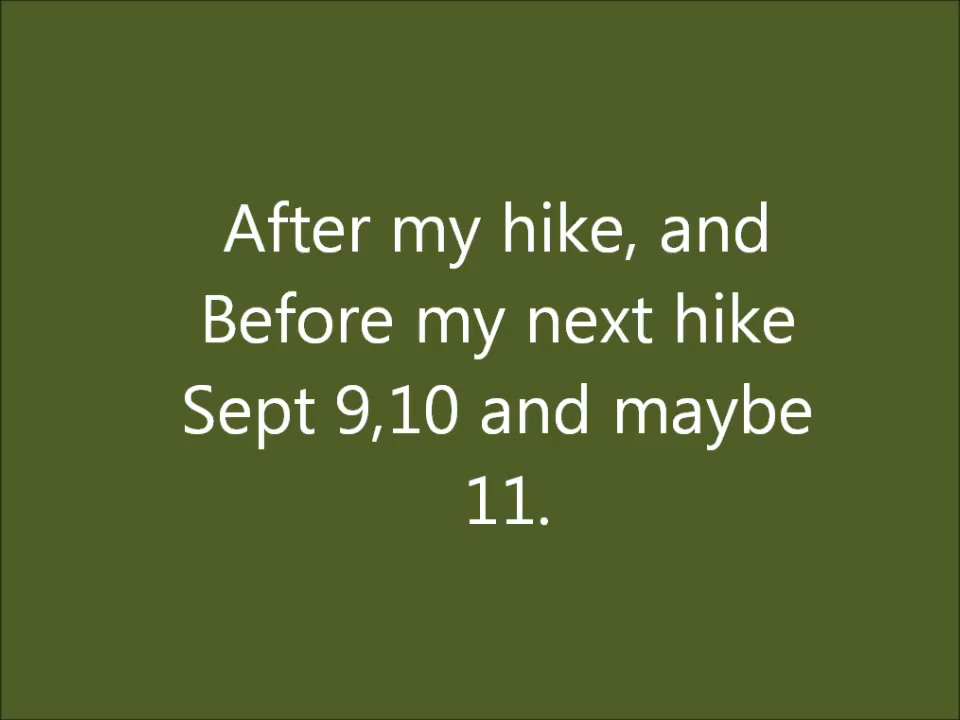 After my hike, and
Before my next hike
Sept 9,10 and maybe
11.